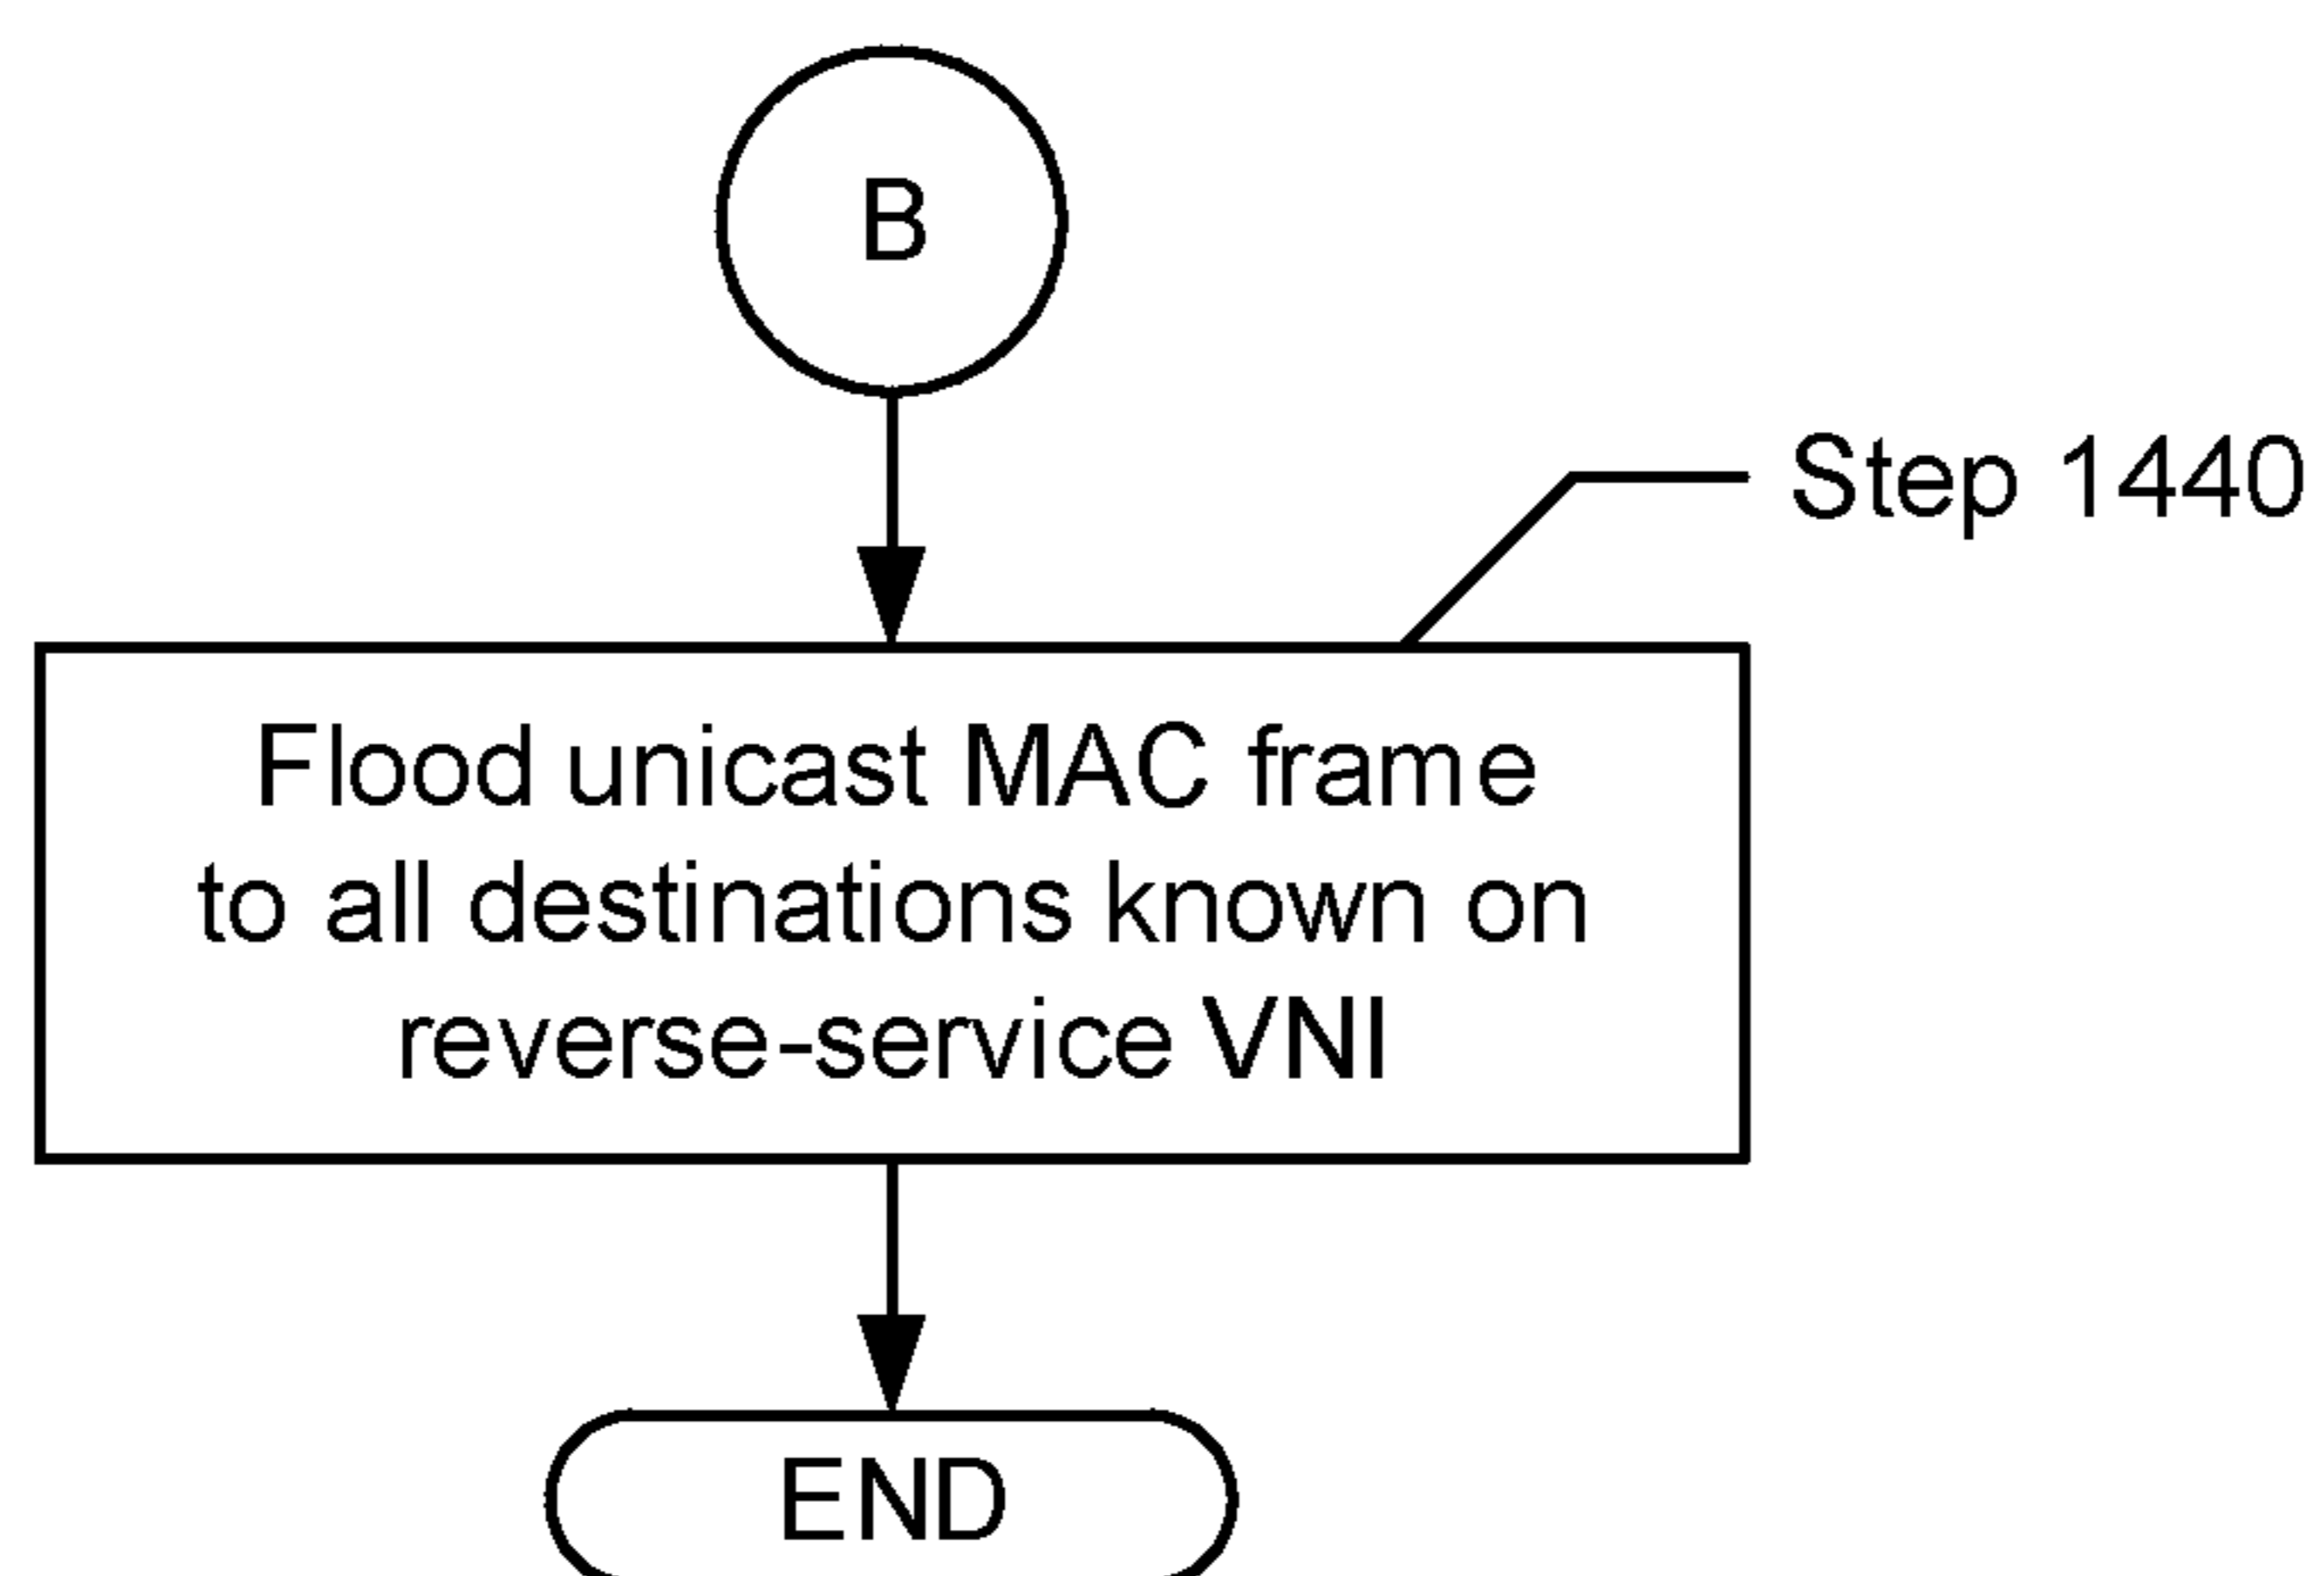 B
Step 1440
Flood unicast MAC frame
to all destinations known on
reverse-service VNI
END